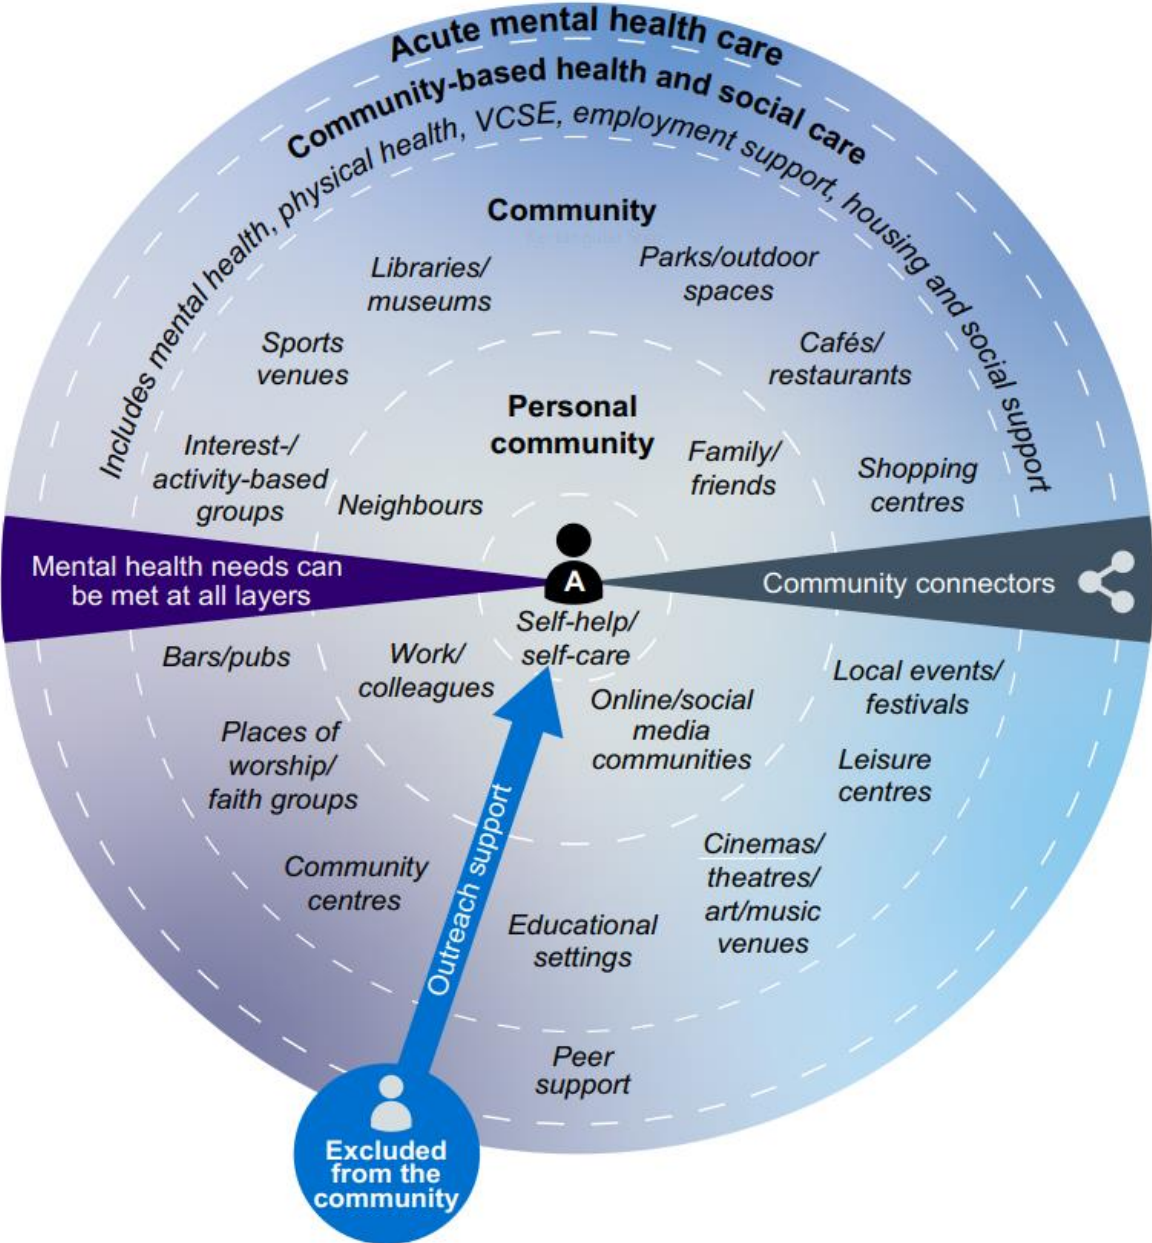 Acute mental health care
Community-based health and social care
Includes mental health, physical health, VCSE, employment support, housing and social support
Community
Libraries/
museums
Parks/outdoor
spaces
Sports
venues
Cafés/
restaurants
Personal
community
Interest-/
activity-based
groups
Neighbours
Family/
friends
Shopping
centres
Mental health needs can
be met at all layers
A
Community connectors
Self-help/
self-care
Bars/pubs
Work/
colleagues
Online/social
media
communities
Local events/
festivals
Places of
worship/
faith groups
Leisure
centres
Outreach support
Community
centres
Cinemas/
theatres/
art/music
venues
Educational
settings
Peer
support
Excluded
from the
community